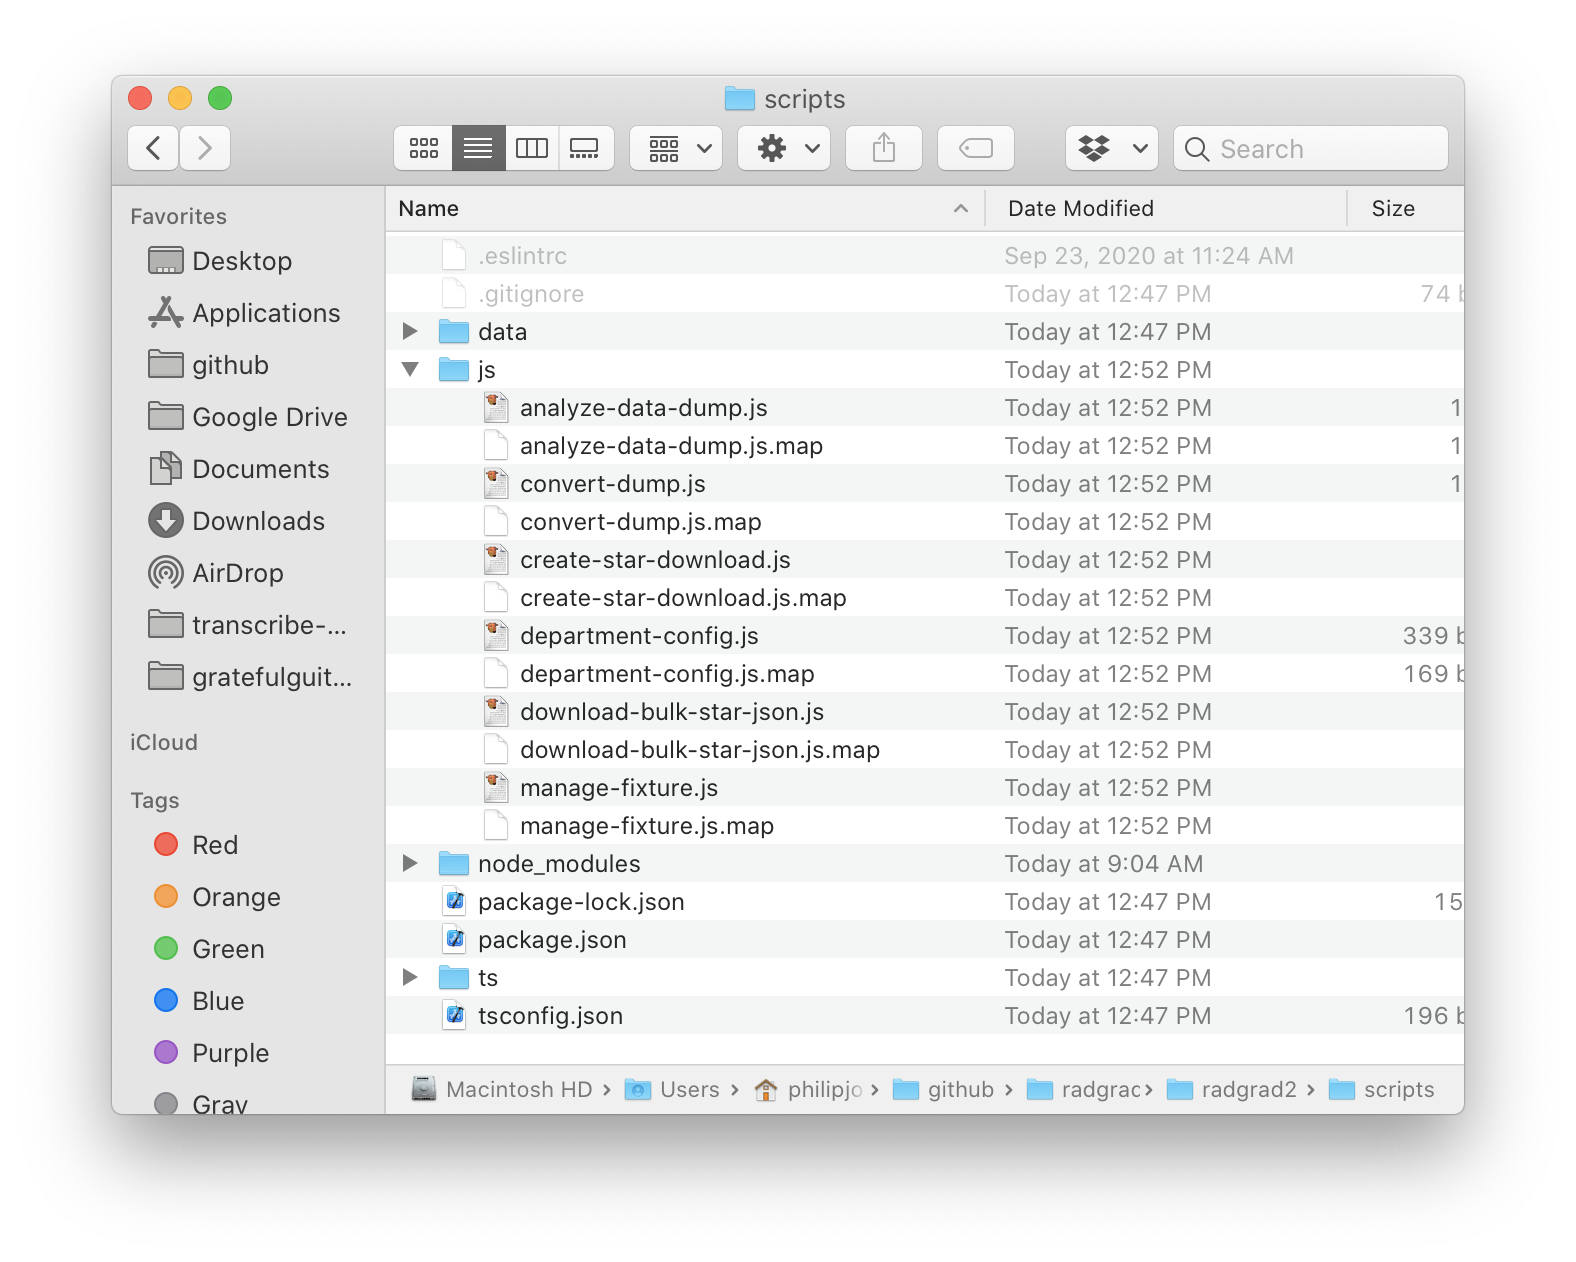 scripts
Search
Favorites
Desktop
Applications
github
Google Drive
Documents
Downloads
AirDrop
transcribe-...
gratefulguit...
iCloud
Tags
Red
Orange
Green
Blue
Purple
Gray
Name Date Modified Size
.eslintrc Sep 23, 2020 at 11:24 AM
.gitignore Today at 12:47 PM 74 b
data Today at 12:47 PM
js Today at 12:52 PM
analyze-data-dump.js Today at 12:52 PM 1
analyze-data-dump.js.map Today at 12:52 PM 1
convert-dump.js Today at 12:52 PM 1
convert-dump.js.map Today at 12:52 PM
create-star-download.js Today at 12:52 PM
create-star-download.js.map Today at 12:52 PM
department-config.js Today at 12:52 PM 339 b
department-config.js.map Today at 12:52 PM 169 b
download-bulk-star-json.js Today at 12:52 PM
download-bulk-star-json.js.map Today at 12:52 PM
manage-fixture.js Today at 12:52 PM
manage-fixture.js.map Today at 12:52 PM
node_modules Today at 9:04 AM
package-lock.json Today at 12:47 PM 15
package.json Today at 12:47 PM
ts Today at 12:47 PM
tsconfig.json Today at 12:47 PM 196 b
Macintosh HD › Users › philipjo › github › radgrac › radgrad2 › scripts